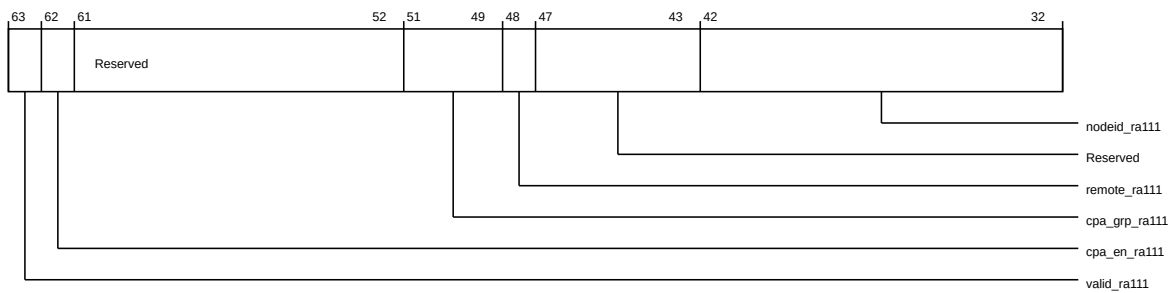 63 62 61 52 51 49 48 47 43 42 32
Reserved
nodeid_ra111
Reserved
remote_ra111
cpa_grp_ra111
cpa_en_ra111
valid_ra111